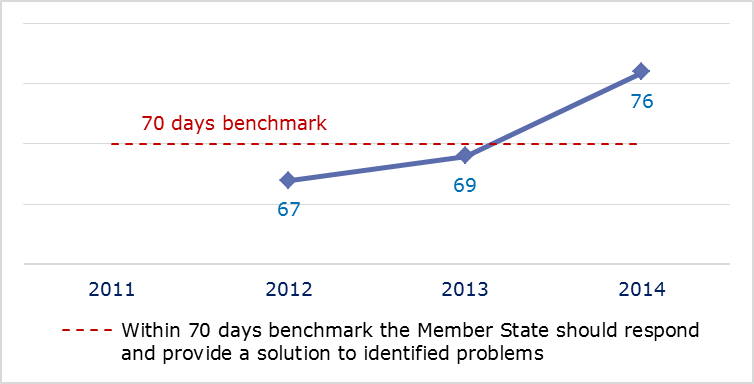 76
70 days benchmark
69
67
2011 2012 2013 2014
Within 70 days benchmark the Member State should respond
and provide a solution to identified problems